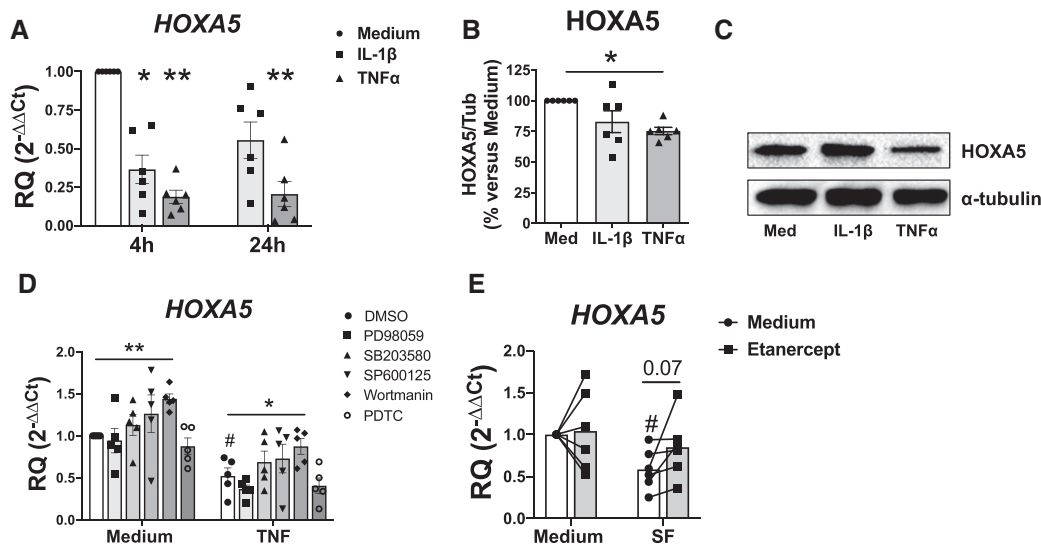 A
HOXA5
Medium
IL-1β
TNFα
RQ (2^-ΔΔCt)
1.00
0.75
0.50
0.25
0.00
* **
**
4h 24h
B
HOXA5
HOXA5/Tub
(% versus Medium)
125
100
75
50
25
0
*
Med IL-1β TNFα
C
HOXA5
α-tubulin
Med IL-1β TNFα
D
HOXA5
DMSO
PD98059
SB203580
SP600125
Wortmanin
PDTC
RQ (2^-ΔΔCt)
2.0
1.5
1.0
0.5
0.0
**
#
*
Medium TNF
E
HOXA5
Medium
Etanercept
RQ (2^-ΔΔCt)
2.0
1.5
1.0
0.5
0.0
0.07
#
Medium SF